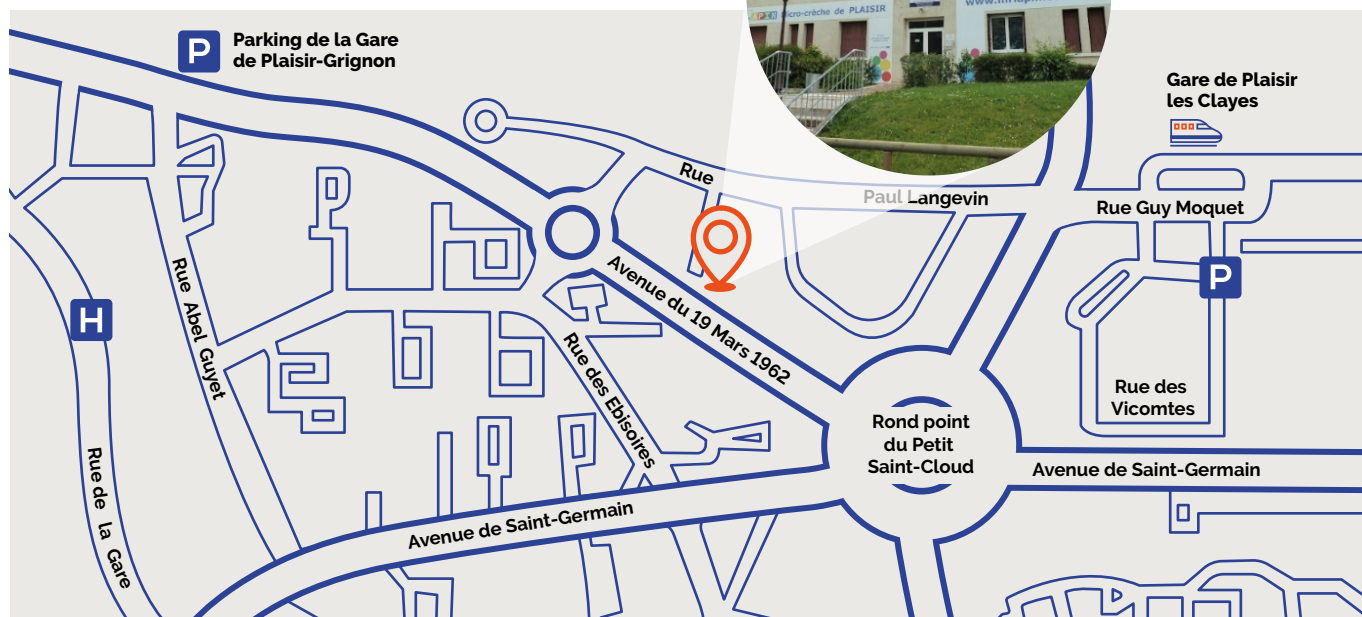 icro-crèche de PLAISIR
P
Parking de la Gare
de Plaisir-Grignon
Gare de Plaisir
les Clayes
Rue
Paul Langevin
Rue Guy Moquet
P
Avenue du 19 Mars 1962
Rue Abel Guyet
H
Rue des Ebisoires
Rue des
Vicomtes
Rond point
du Petit
Saint-Cloud
Avenue de Saint-Germain
Rue de la Gare
Avenue de Saint-Germain